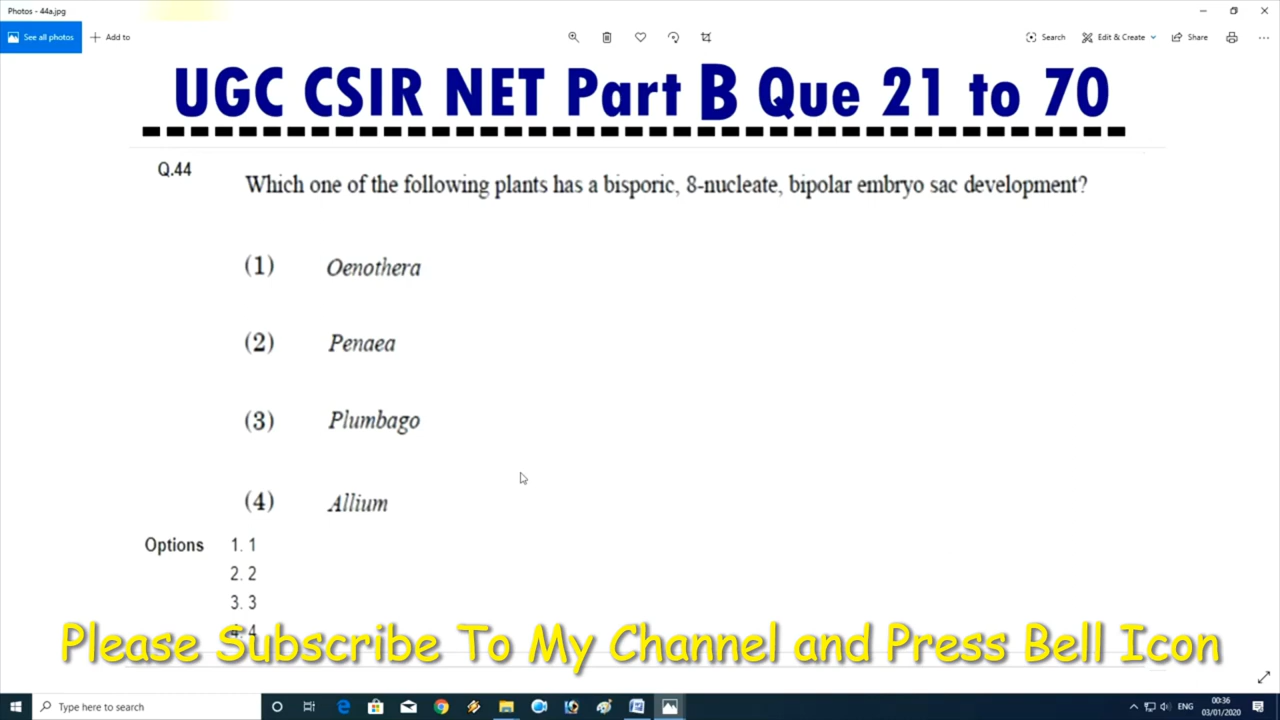 Photos - 44a.jpg
See all photos
Add to
Search
Edit & Create
Share
UGC CSIR NET Part B Que 21 to 70
Q.44
Which one of the following plants has a bisporic, 8-nucleate, bipolar embryo sac development?
(1) Oenothera
(2) Penaea
(3) Plumbago
(4) Allium
Options 1. 1
2. 2
3. 3
4. 4
Please Subscribe To My Channel and Press Bell Icon
Type here to search
ENG
00:36
03/01/2020